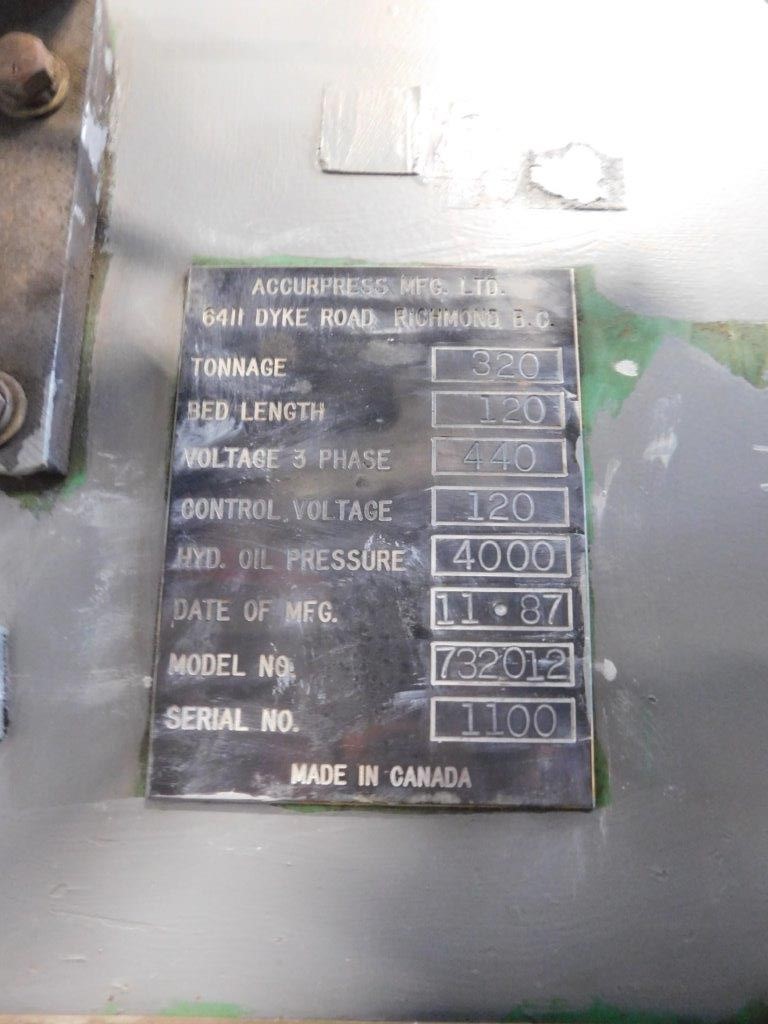 ACCURPRESS MFG. LTD.
6411 DYKE ROAD RICHMOND B.C.
TONNAGE 320
BED LENGTH 120
VOLTAGE 3 PHASE 440
CONTROL VOLTAGE 120
HYD. OIL PRESSURE 4000
DATE OF MFG. 11 • 87
MODEL NO. 732012
SERIAL NO. 1100
MADE IN CANADA